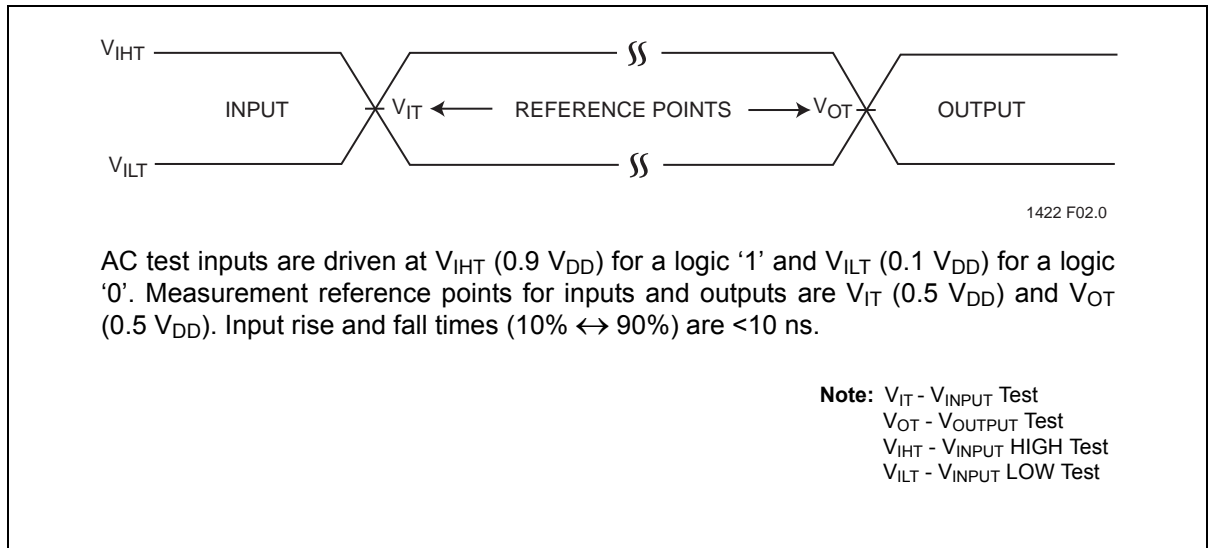 VIHT
INPUT VIT REFERENCE POINTS VOT OUTPUT
VILT
1422 F02.0
AC test inputs are driven at VIHT (0.9 VDD) for a logic ‘1’ and VILT (0.1 VDD) for a logic
‘0’. Measurement reference points for inputs and outputs are VIT (0.5 VDD) and VOT
(0.5 VDD). Input rise and fall times (10% ↔ 90%) are <10 ns.
Note: VIT - VINPUT Test
VOT - VOUTPUT Test
VIHT - VINPUT HIGH Test
VILT - VINPUT LOW Test